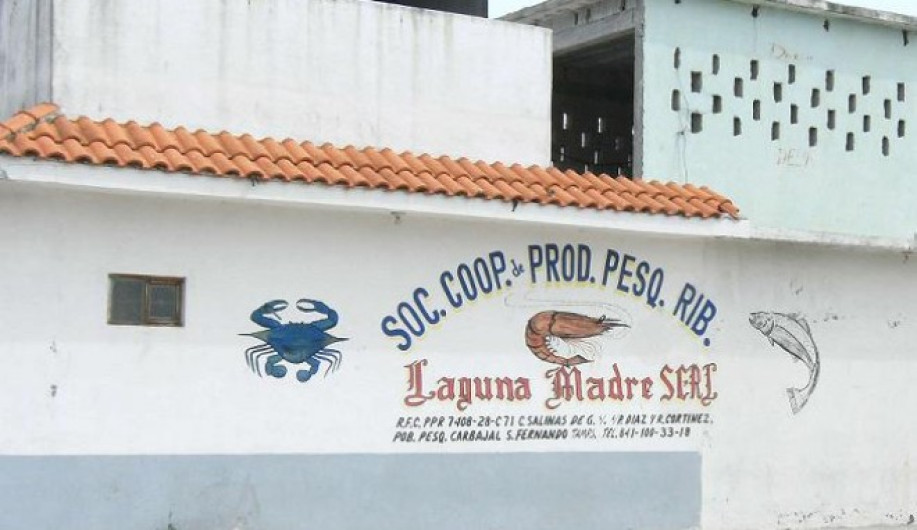 SOC. COOP. de PROD. PESQ. RIB.
Laguna Madre SCRL
R.F.C. PPR 7408-28-C71 C SALINAS DE G. DIAZ Y R. CORTINEZ.
POB. PESQ. CARBAJAL S. FERNANDO TAMPS. TEL. 841-100-33-18